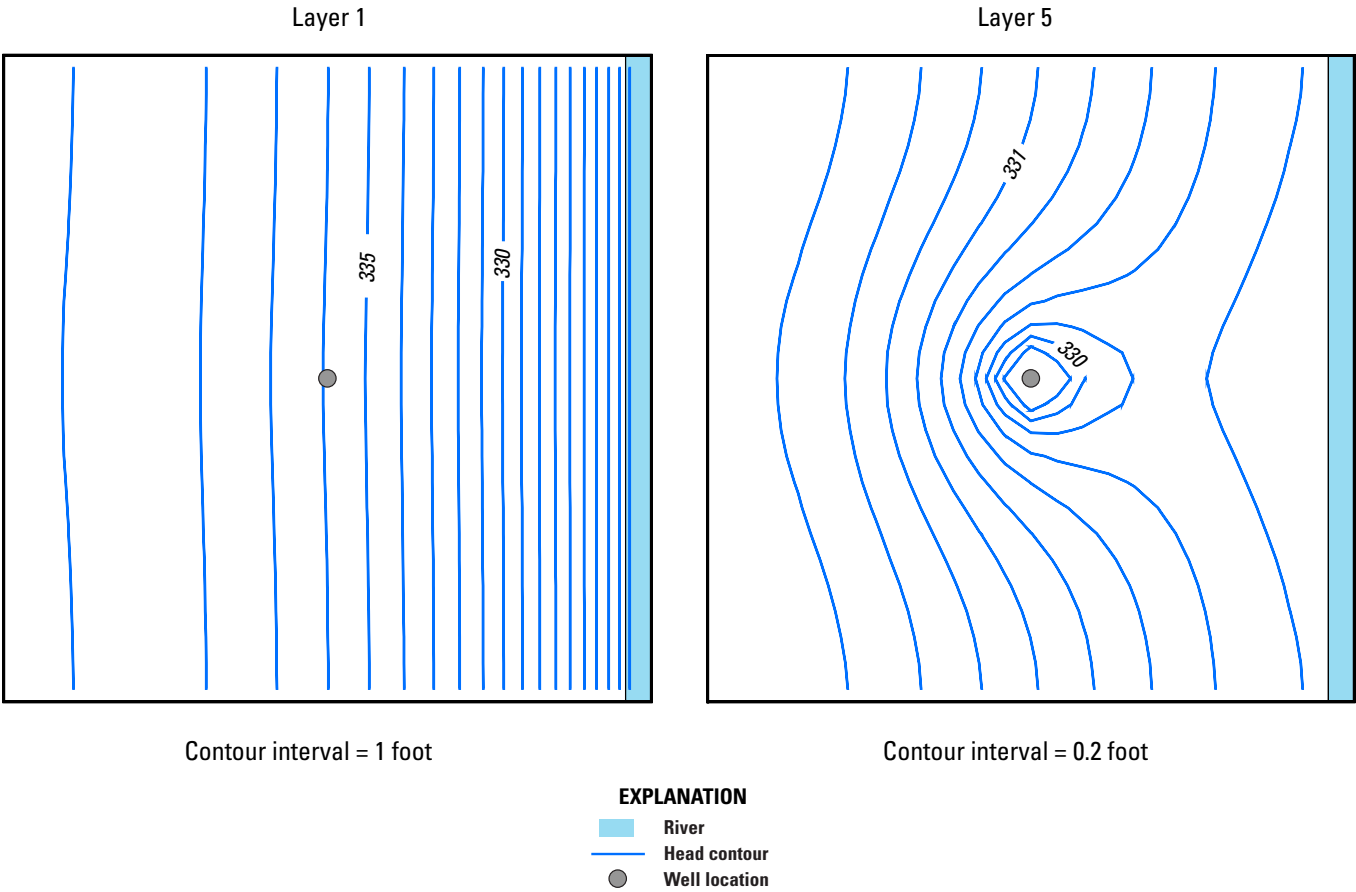 Layer 1
Layer 5
331
335
330
330
Contour interval = 1 foot
Contour interval = 0.2 foot
EXPLANATION
River
Head contour
Well location